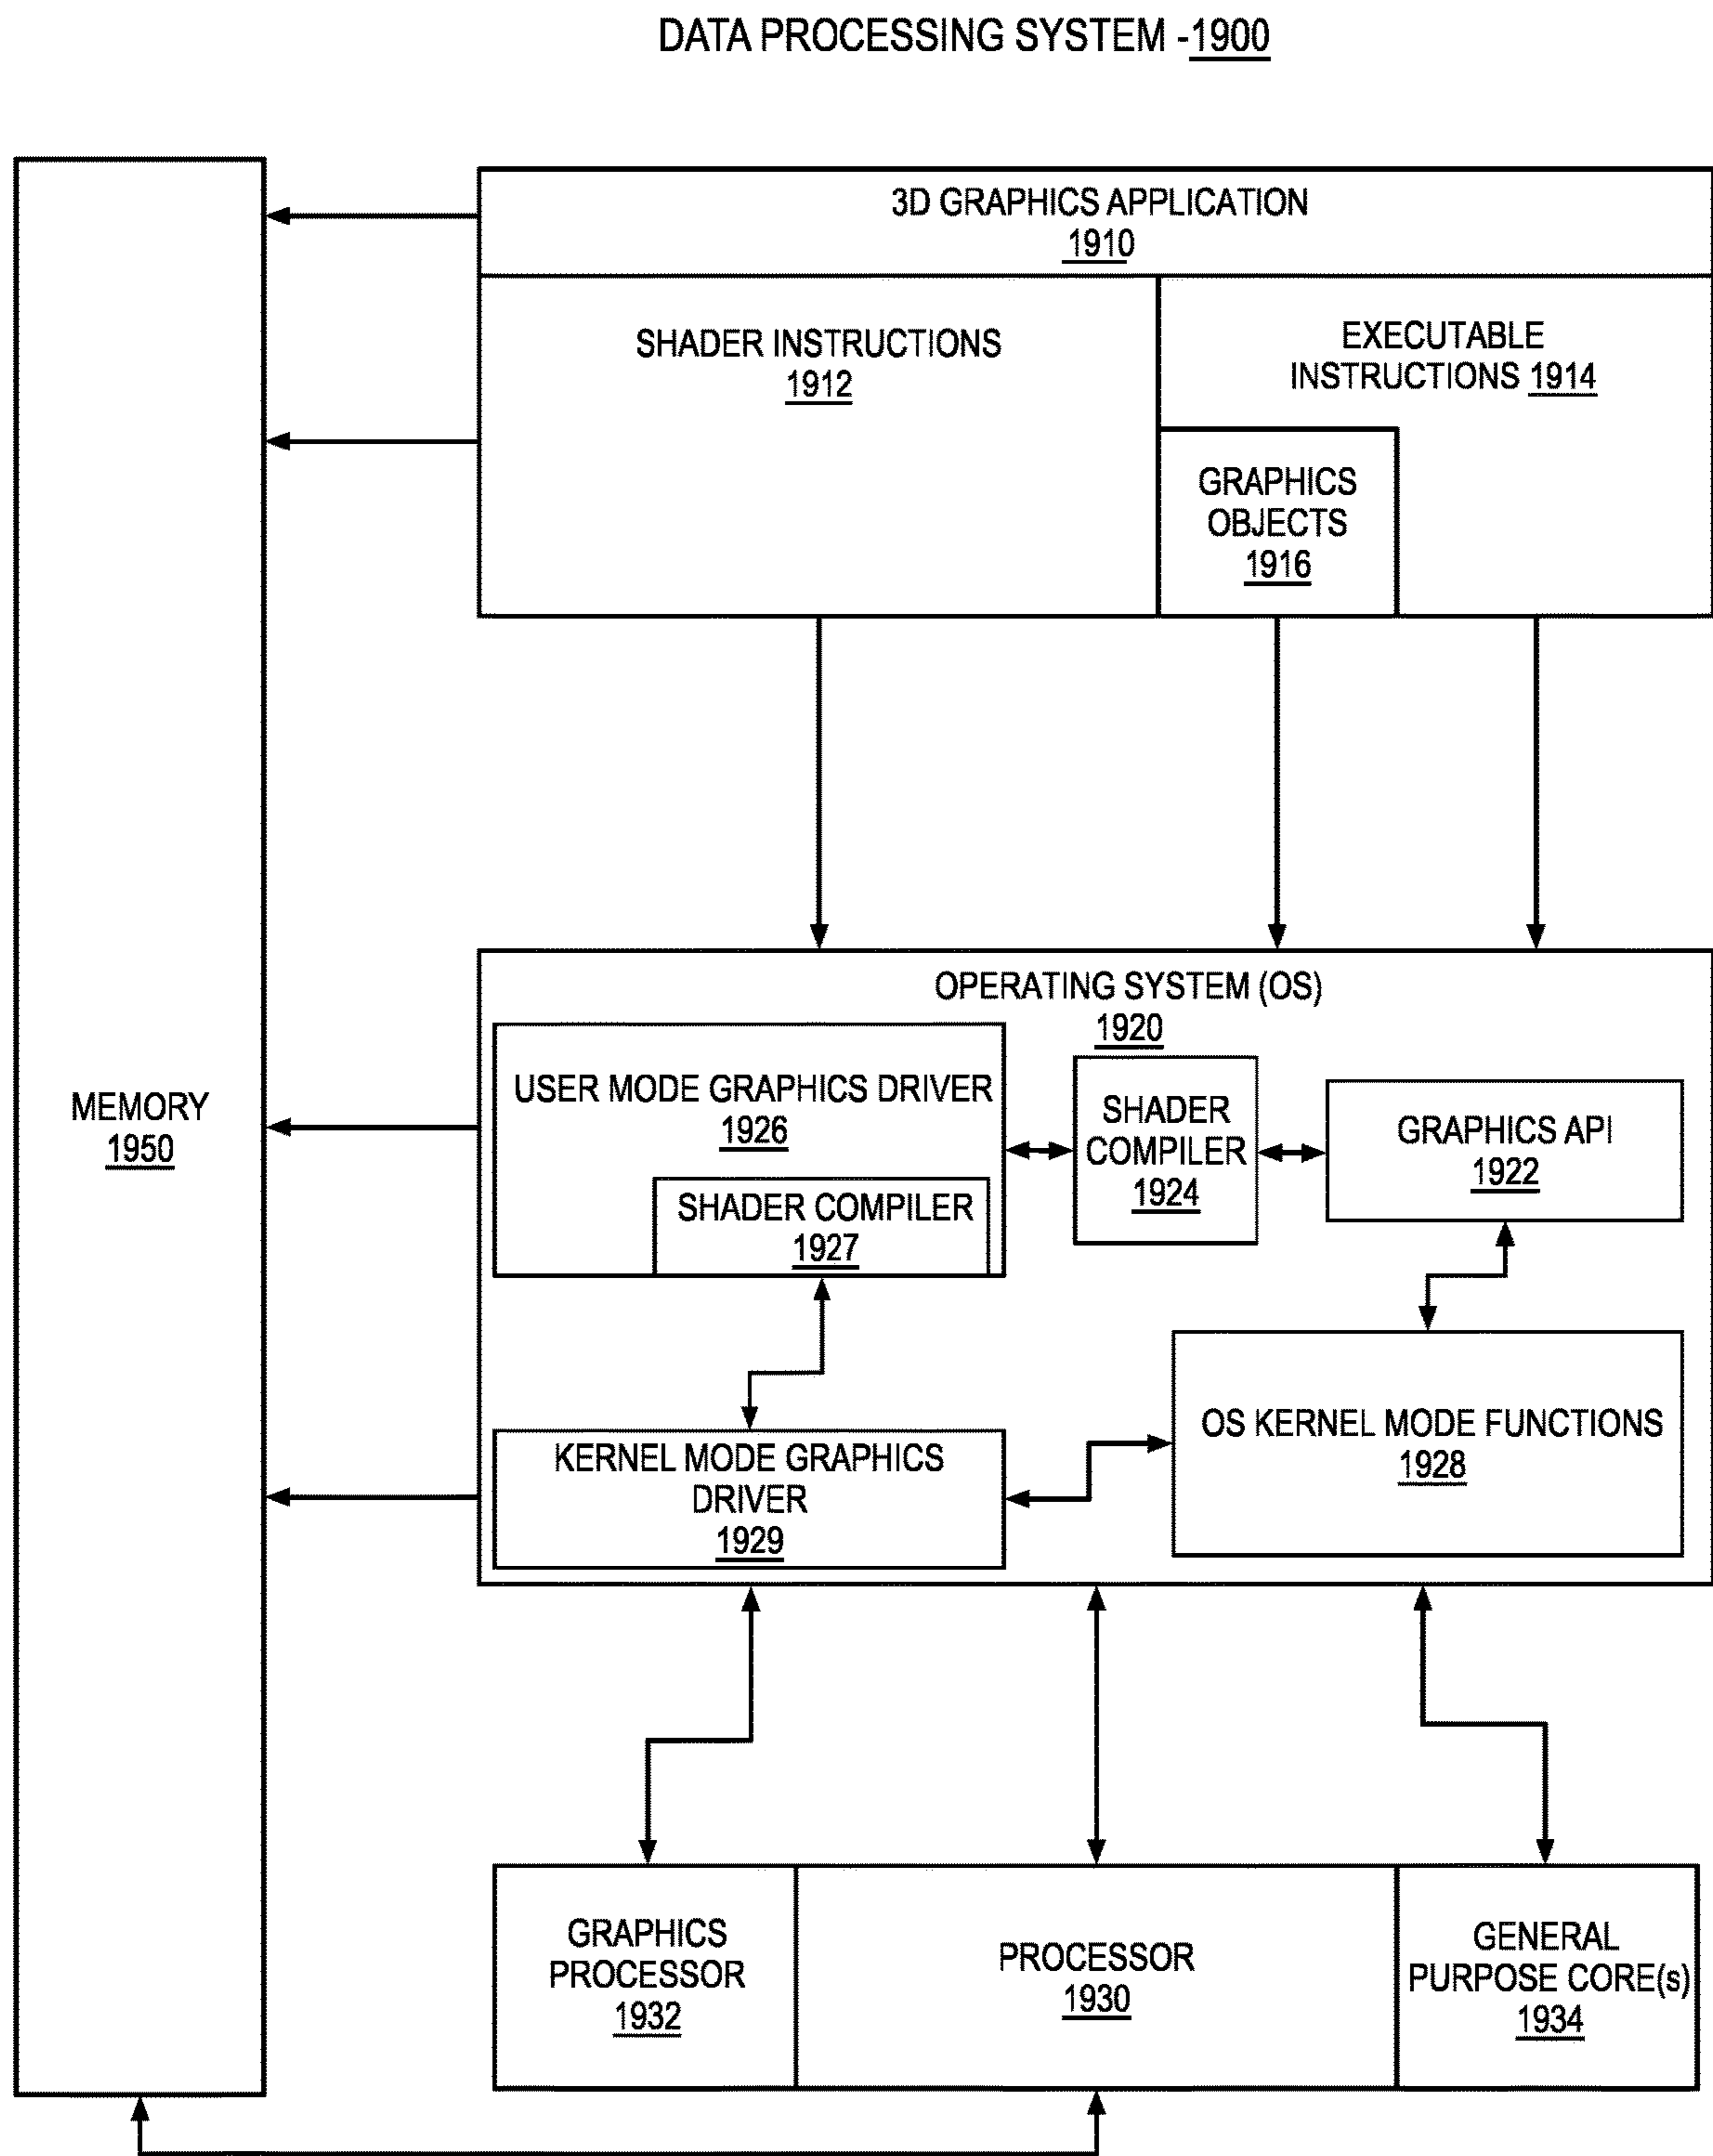 DATA PROCESSING SYSTEM -1900
3D GRAPHICS APPLICATION
1910
SHADER INSTRUCTIONS
1912
EXECUTABLE
INSTRUCTIONS 1914
GRAPHICS
OBJECTS
1916
MEMORY
1950
OPERATING SYSTEM (OS)
1920
USER MODE GRAPHICS DRIVER
1926
SHADER COMPILER
1927
SHADER
COMPILER
1924
GRAPHICS API
1922
KERNEL MODE GRAPHICS
DRIVER
1929
OS KERNEL MODE FUNCTIONS
1928
GRAPHICS
PROCESSOR
1932
PROCESSOR
1930
GENERAL
PURPOSE CORE(s)
1934